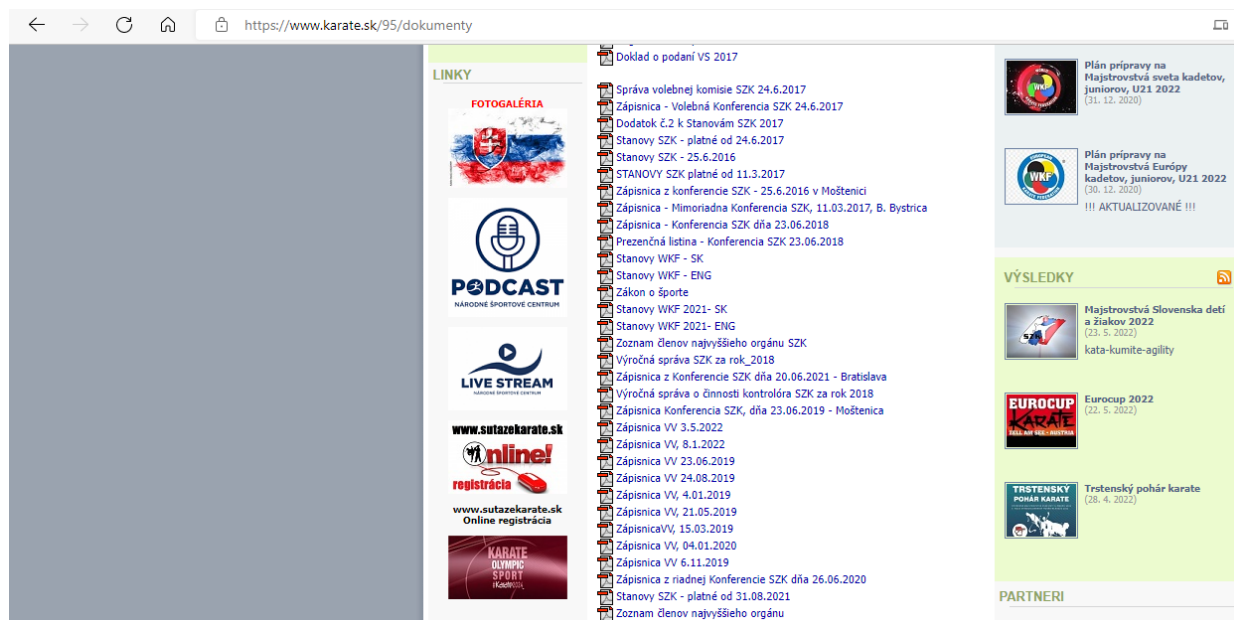 https://www.karate.sk/95/dokumenty
Doklad o podaní VS 2017
LINKY
FOTOGALÉRIA
PODCAST
NÁRODNÉ ŠPORTOVÉ CENTRUM
LIVE STREAM
NÁRODNÉ ŠPORTOVÉ CENTRUM
www.sutazekarate.sk
Online!
registrácia
www.sutazekarate.sk
Online registrácia
KARATE
OLYMPIC
SPORT
Správa volebnej komisie SZK 24.6.2017
Zápisnica - Volebná Konferencia SZK 24.6.2017
Dodatok č.2 k Stanovám SZK 2017
Stanovy SZK - platné od 24.6.2017
Stanovy SZK - 25.6.2016
STANOVY SZK platné od 11.3.2017
Zápisnica z konferencie SZK - 25.6.2016 v Moštenici
Zápisnica - Mimoriadna Konferencia SZK, 11.03.2017, B. Bystrica
Zápisnica - Konferencia SZK dňa 23.06.2018
Prezenčná listina - Konferencia SZK 23.06.2018
Stanovy WKF - SK
Stanovy WKF - ENG
Zákon o športe
Stanovy WKF 2021- SK
Stanovy WKF 2021- ENG
Zoznam členov najvyššieho orgánu SZK
Výročná správa SZK za rok_2018
Zápisnica z Konferencie SZK dňa 20.06.2021 - Bratislava
Výročná správa o činnosti kontrolóra SZK za rok 2018
Zápisnica Konferencia SZK, dňa 23.06.2019 - Moštenica
Zápisnica VV 3.5.2022
Zápisnica VV, 8.1.2022
Zápisnica VV 23.06.2019
Zápisnica VV 24.08.2019
Zápisnica VV, 4.01.2019
Zápisnica VV, 21.05.2019
ZápisnicaVV, 15.03.2019
Zápisnica VV, 04.01.2020
Zápisnica VV 6.11.2019
Zápisnica z riadnej Konferencie SZK dňa 26.06.2020
Stanovy SZK - platné od 31.08.2021
Zoznam členov najvyššieho orgánu
Plán prípravy na
Majstrovstvá sveta kadetov,
juniorov, U21 2022
(31. 12. 2020)
WKF
Plán prípravy na
Majstrovstvá Európy
kadetov, juniorov, U21 2022
(30. 12. 2020)
!!! AKTUALIZOVANÉ !!!
VÝSLEDKY
Majstrovstvá Slovenska detí
a žiakov 2022
(23. 5. 2022)
kata-kumite-agility
EUROCUP
KARATE
ZELL AM SEE - AUSTRIA
Eurocup 2022
(22. 5. 2022)
TRSTENSKÝ
POHÁR KARATE
Trstenský pohár karate
(28. 4. 2022)
PARTNERI